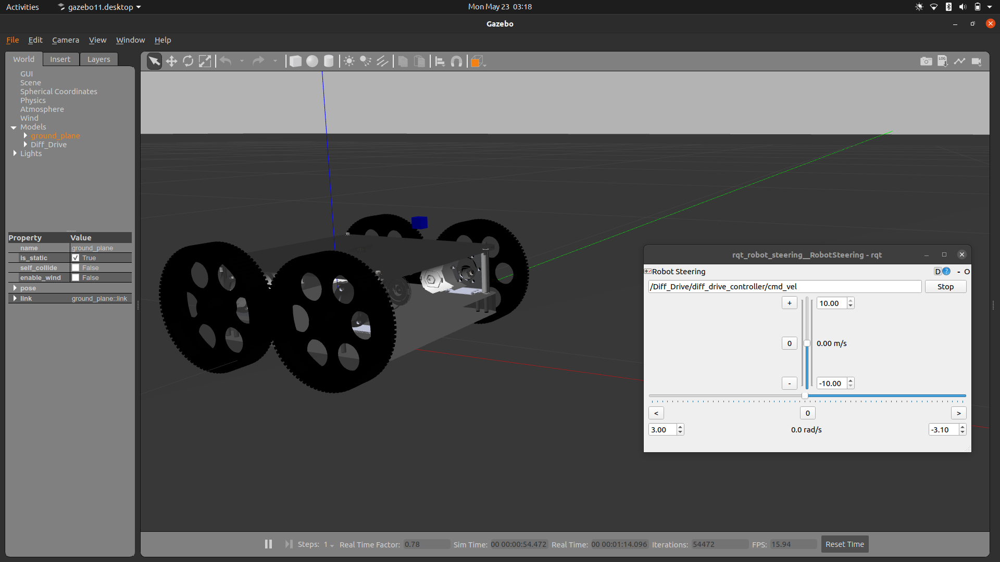 Activities gazebo11.desktop Mon May 23 03:18
Gazebo
File Edit Camera View Window Help
World Insert Layers
GUI
Scene
Spherical Coordinates
Physics
Atmosphere
Wind
Models
ground_plane
Diff_Drive
Lights
LOG
Property Value
name ground_plane
is_static True
self_collide False
enable_wind False
pose
link ground_plane::link
rqt_robot_steering__RobotSteering - rqt
Robot Steering D ? - O
/Diff_Drive/diff_drive_controller/cmd_vel Stop
+ 10.00
0 0.00 m/s
- -10.00
< 0 >
3.00 0.0 rad/s -3.10
Steps: 1 Real Time Factor: 0.78 Sim Time: 00 00:00:54.472 Real Time: 00 00:01:14.096 Iterations: 54472 FPS: 15.94 Reset Time